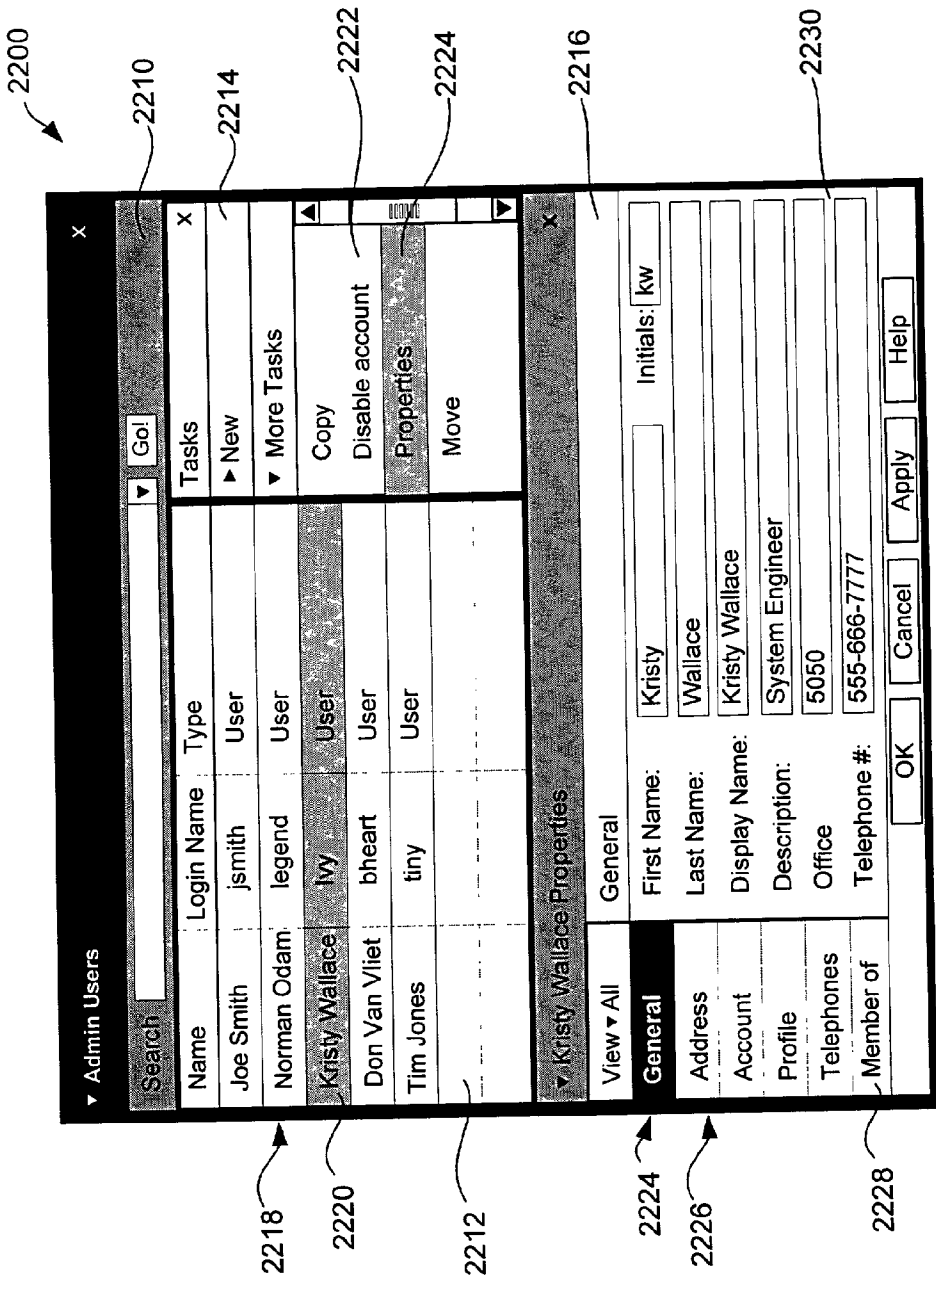 2200
▼ Admin Users x
2210
Search ▼ Go!
Name Login Name Type
Joe Smith jsmith User
Norman Odam legend User
Kristy Wallace Ivy User
Don Van Vliet bheart User
Tim Jones tiny User
Tasks x
▶ New
▼ More Tasks
Copy
Disable account
Properties
Move
2214
2222
2224
2218
2220
2212
▼ Kristy Wallace Properties x
View ▾ All
General
Address
Account
Profile
Telephones
Member of
General
First Name: Kristy Initials: kw
Last Name: Wallace
Display Name: Kristy Wallace
Description: System Engineer
Office 5050
Telephone #: 555-666-7777
OK Cancel Apply Help
2216
2230
2224
2226
2228